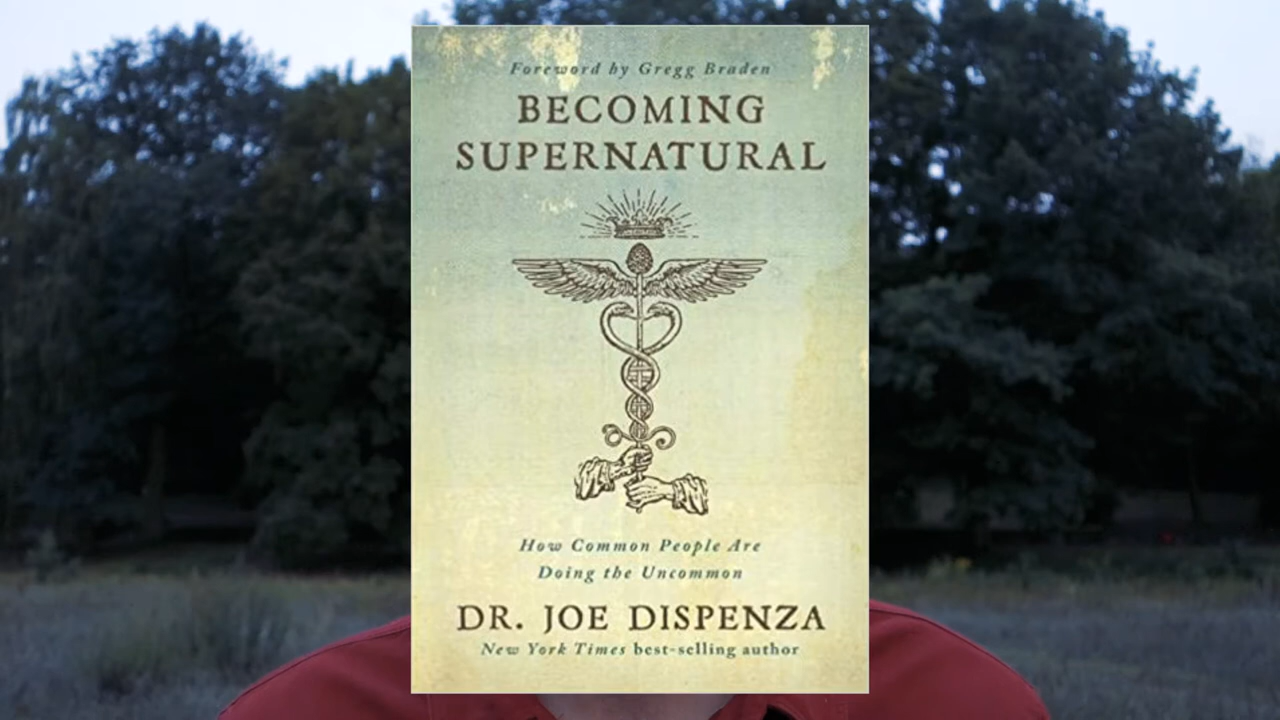 Foreword by Gregg Braden
BECOMING
SUPERNATURAL
How Common People Are
Doing the Uncommon
DR. JOE DISPENZA
New York Times best-selling author